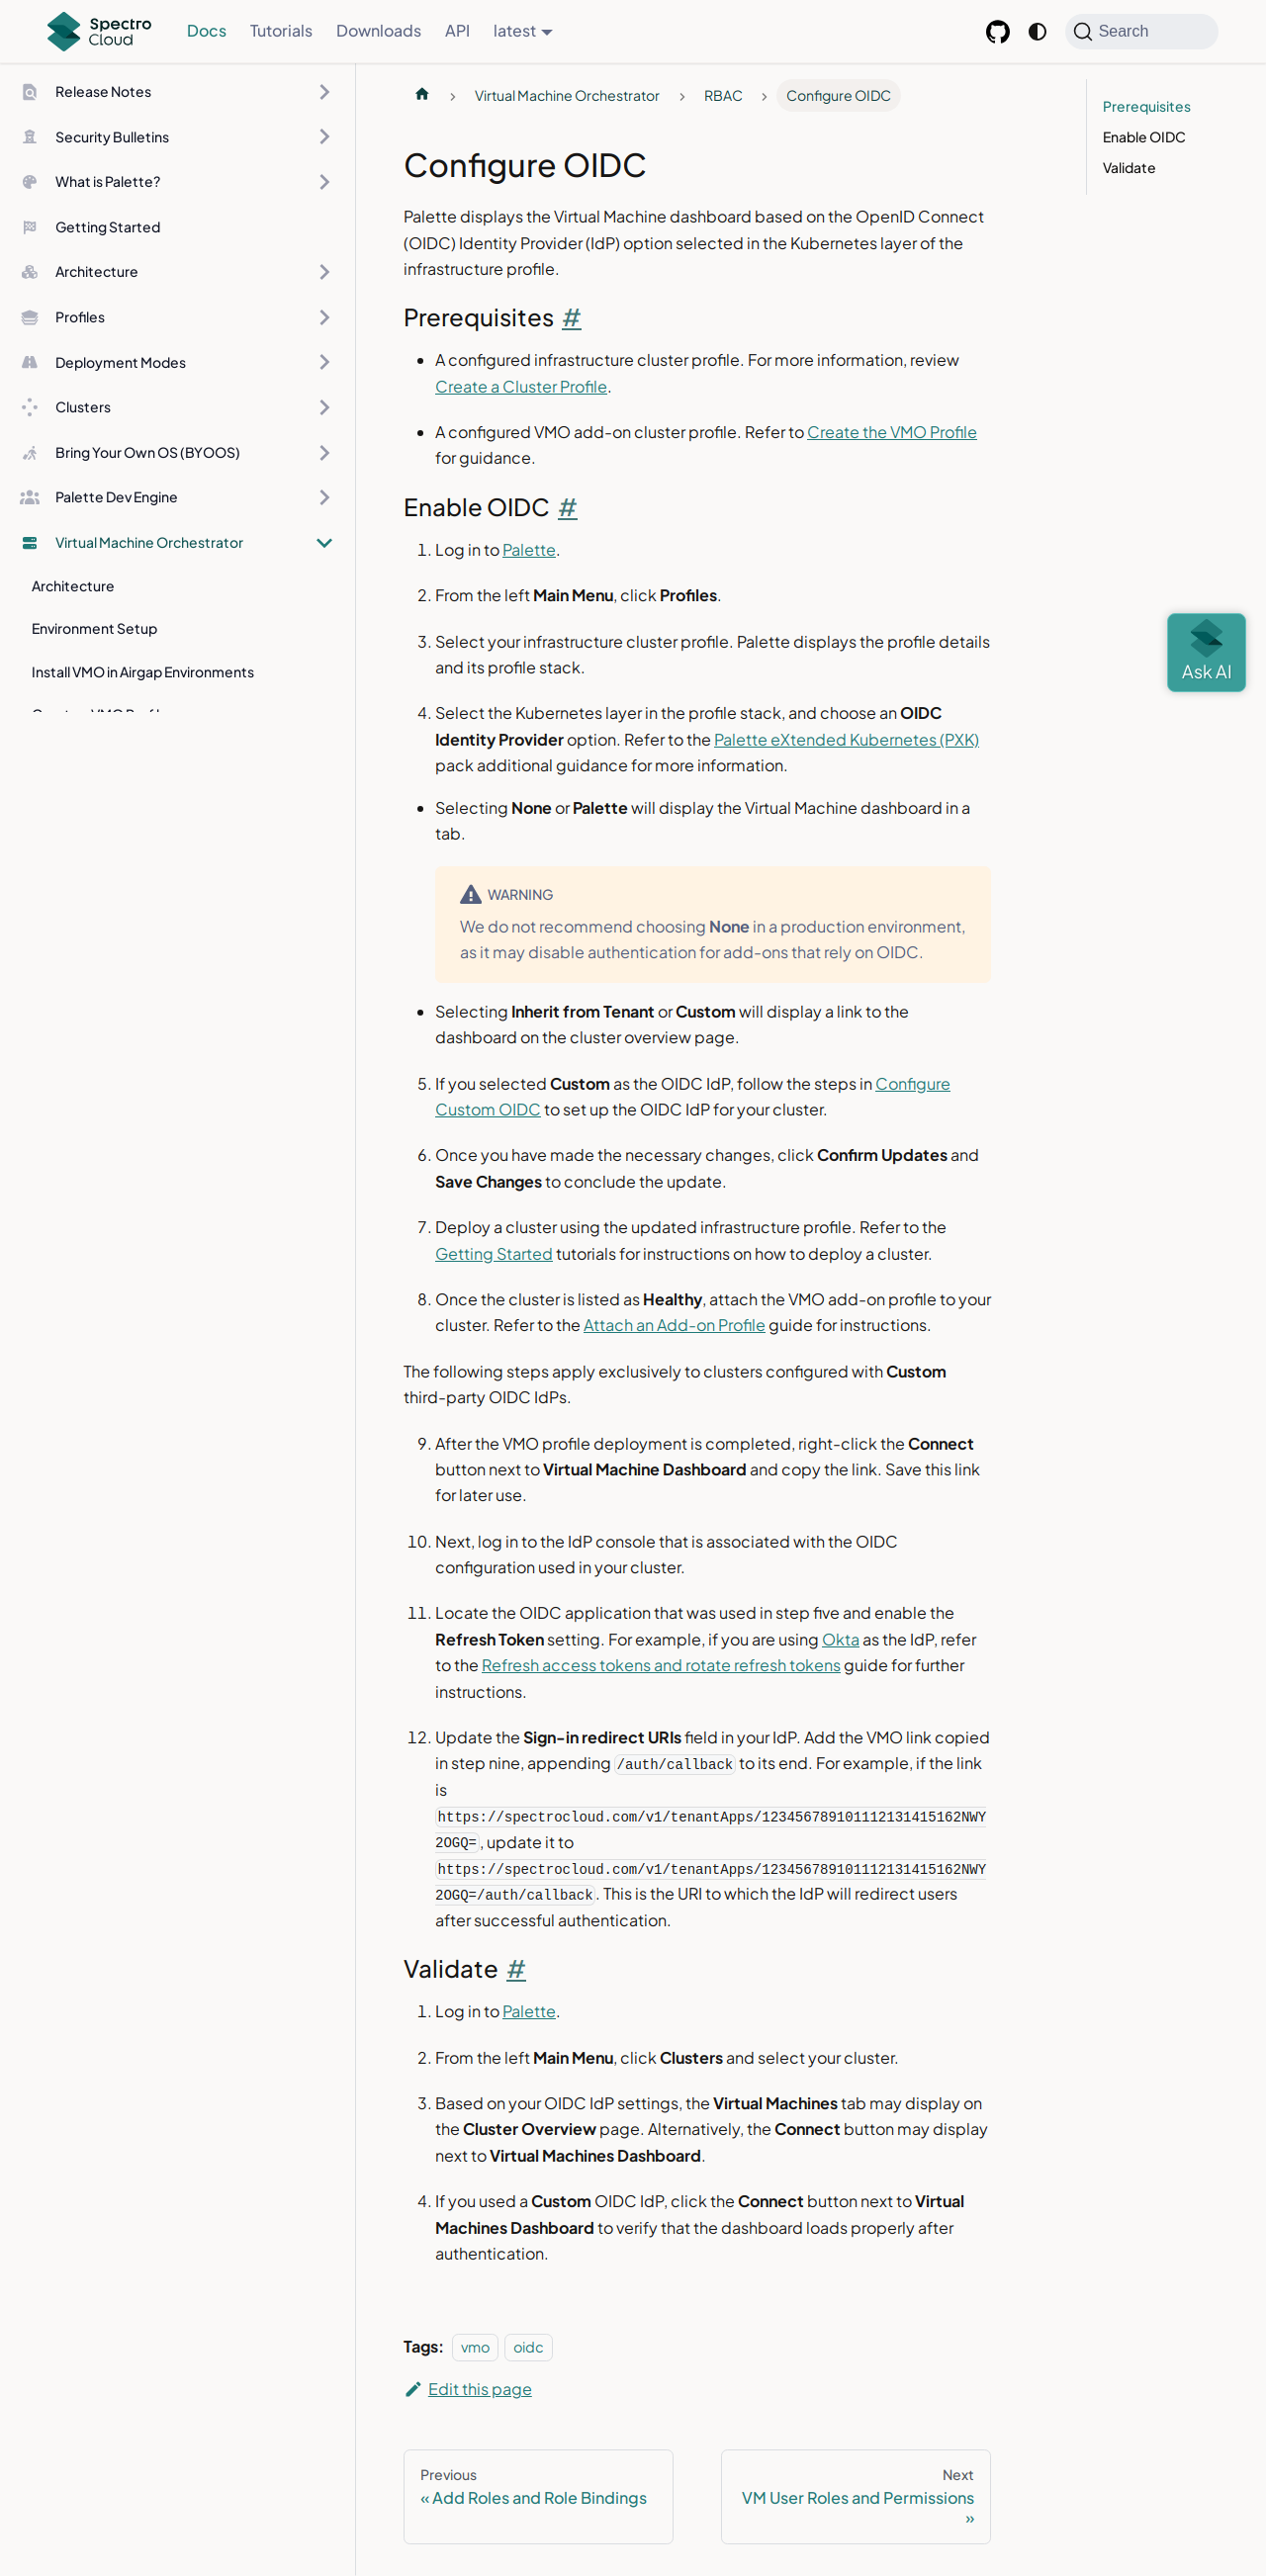 Spectro Cloud
Docs
Tutorials
Downloads
API
latest
Search
Release Notes
Security Bulletins
What is Palette?
Getting Started
Architecture
Profiles
Deployment Modes
Clusters
Bring Your Own OS (BYOOS)
Palette Dev Engine
Virtual Machine Orchestrator
Architecture
Environment Setup
Install VMO in Airgap Environments
Virtual Machine Orchestrator
RBAC
Configure OIDC
Configure OIDC
Palette displays the Virtual Machine dashboard based on the OpenID Connect
(OIDC) Identity Provider (IdP) option selected in the Kubernetes layer of the
infrastructure profile.
Prerequisites #
• A configured infrastructure cluster profile. For more information, review
Create a Cluster Profile.
• A configured VMO add-on cluster profile. Refer to Create the VMO Profile
for guidance.
Enable OIDC #
1. Log in to Palette.
2. From the left Main Menu, click Profiles.
3. Select your infrastructure cluster profile. Palette displays the profile details
and its profile stack.
4. Select the Kubernetes layer in the profile stack, and choose an OIDC
Identity Provider option. Refer to the Palette eXtended Kubernetes (PXK)
pack additional guidance for more information.
• Selecting None or Palette will display the Virtual Machine dashboard in a
tab.
WARNING
We do not recommend choosing None in a production environment,
as it may disable authentication for add-ons that rely on OIDC.
• Selecting Inherit from Tenant or Custom will display a link to the
dashboard on the cluster overview page.
5. If you selected Custom as the OIDC IdP, follow the steps in Configure
Custom OIDC to set up the OIDC IdP for your cluster.
6. Once you have made the necessary changes, click Confirm Updates and
Save Changes to conclude the update.
7. Deploy a cluster using the updated infrastructure profile. Refer to the
Getting Started tutorials for instructions on how to deploy a cluster.
8. Once the cluster is listed as Healthy, attach the VMO add-on profile to your
cluster. Refer to the Attach an Add-on Profile guide for instructions.
The following steps apply exclusively to clusters configured with Custom
third-party OIDC IdPs.
9. After the VMO profile deployment is completed, right-click the Connect
button next to Virtual Machine Dashboard and copy the link. Save this link
for later use.
10. Next, log in to the IdP console that is associated with the OIDC
configuration used in your cluster.
11. Locate the OIDC application that was used in step five and enable the
Refresh Token setting. For example, if you are using Okta as the IdP, refer
to the Refresh access tokens and rotate refresh tokens guide for further
instructions.
12. Update the Sign-in redirect URIs field in your IdP. Add the VMO link copied
in step nine, appending /auth/callback to its end. For example, if the link
is
https://spectrocloud.com/v1/tenantApps/123456789101112131415162NWY
2OGQ=, update it to
https://spectrocloud.com/v1/tenantApps/123456789101112131415162NWY
2OGQ=/auth/callback. This is the URI to which the IdP will redirect users
after successful authentication.
Validate #
1. Log in to Palette.
2. From the left Main Menu, click Clusters and select your cluster.
3. Based on your OIDC IdP settings, the Virtual Machines tab may display on
the Cluster Overview page. Alternatively, the Connect button may display
next to Virtual Machines Dashboard.
4. If you used a Custom OIDC IdP, click the Connect button next to Virtual
Machines Dashboard to verify that the dashboard loads properly after
authentication.
Tags: vmo oidc
Edit this page
Previous
« Add Roles and Role Bindings
Next
VM User Roles and Permissions
»
Prerequisites
Enable OIDC
Validate
Ask AI